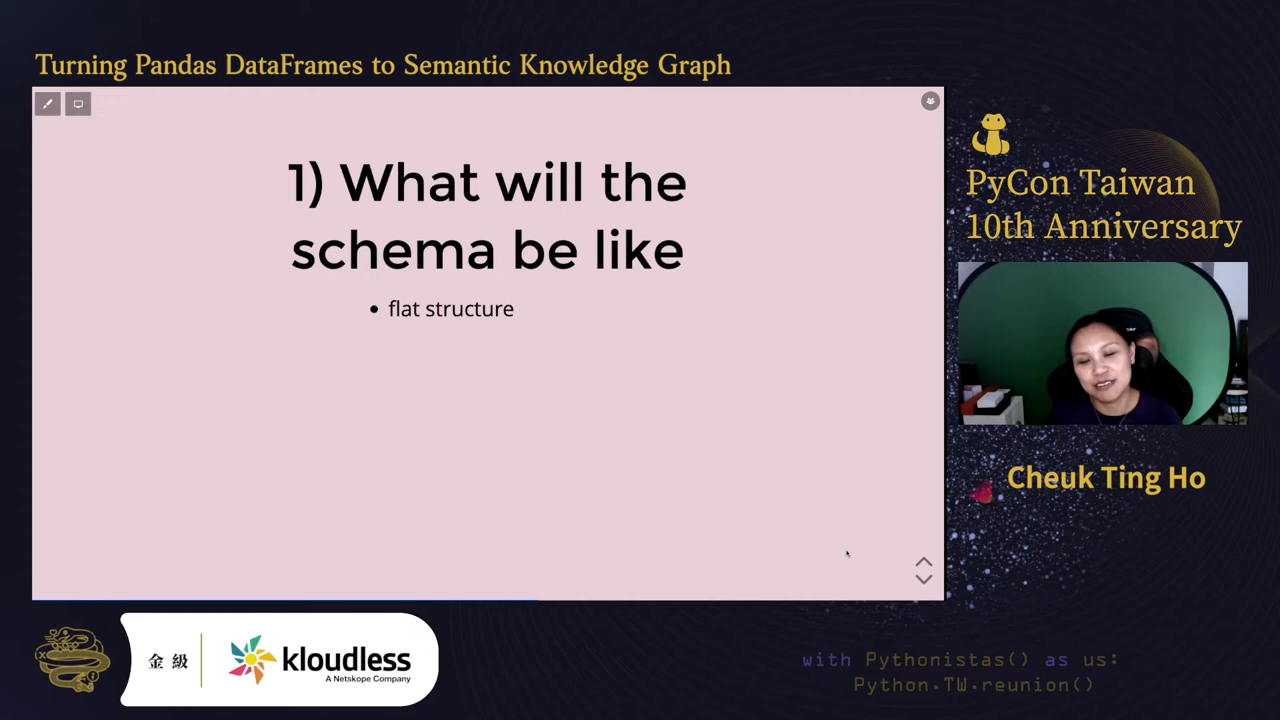 Turning Pandas DataFrames to Semantic Knowledge Graph
1) What will the
schema be like
• flat structure
PyCon Taiwan
10th Anniversary
Cheuk Ting Ho
金級
kloudless
A Netskope Company
with Pythonistas() as us:
Python.TW.reunion()